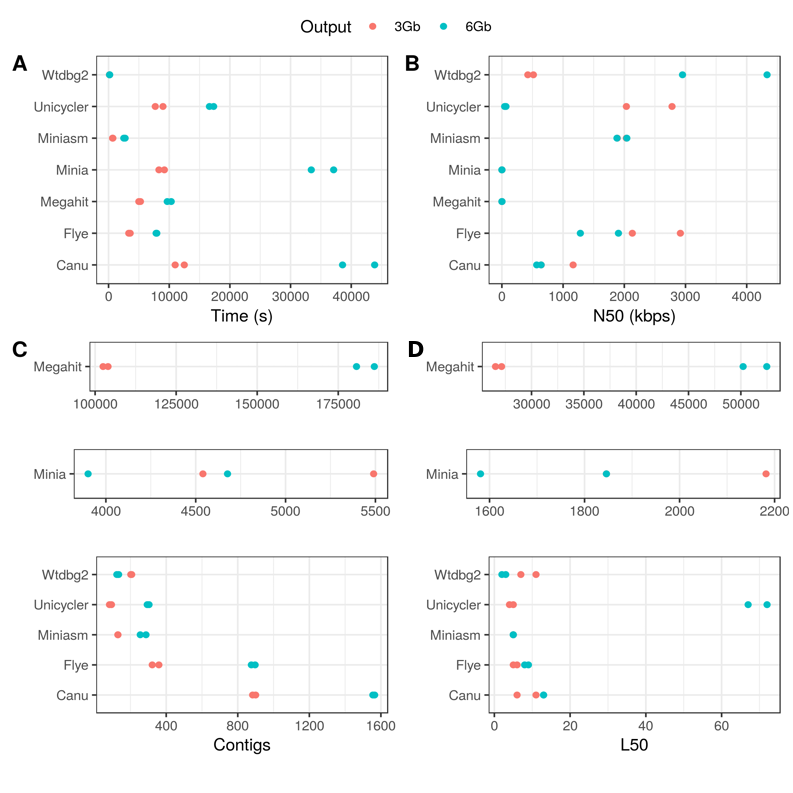 Output 3Gb 6Gb
A
Wtdbg2
Unicycler
Miniasm
Minia
Megahit
Flye
Canu
0 10000 20000 30000 40000
Time (s)
B
Wtdbg2
Unicycler
Miniasm
Minia
Megahit
Flye
Canu
0 1000 2000 3000 4000
N50 (kbps)
C
Megahit
100000 125000 150000 175000
Minia
4000 4500 5000 5500
Wtdbg2
Unicycler
Miniasm
Flye
Canu
400 800 1200 1600
Contigs
D
Megahit
30000 35000 40000 45000 50000
Minia
1600 1800 2000 2200
Wtdbg2
Unicycler
Miniasm
Flye
Canu
0 20 40 60
L50